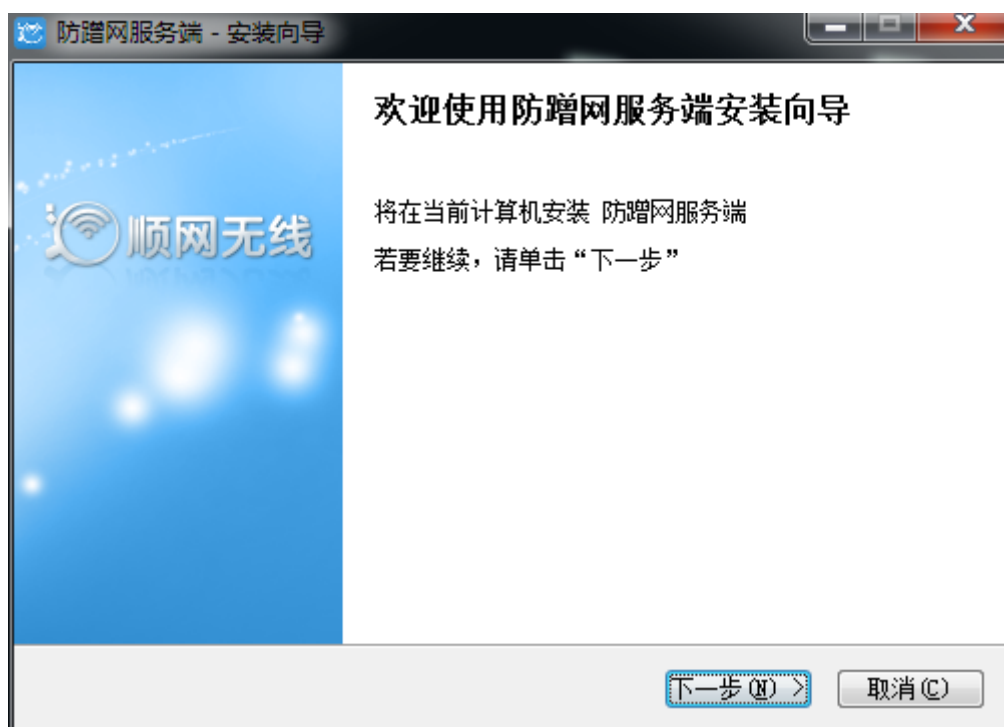 防蹭网服务端 - 安装向导
欢迎使用防蹭网服务端安装向导
将在当前计算机安装 防蹭网服务端
若要继续，请单击“下一步”
顺网无线
下一步(N) >
取消(C)